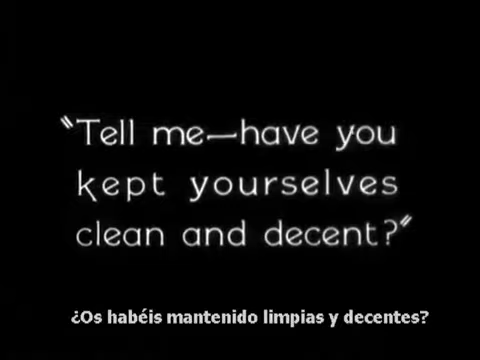 "Tell me—have you
kept yourselves
clean and decent?"
¿Os habéis mantenido limpias y decentes?